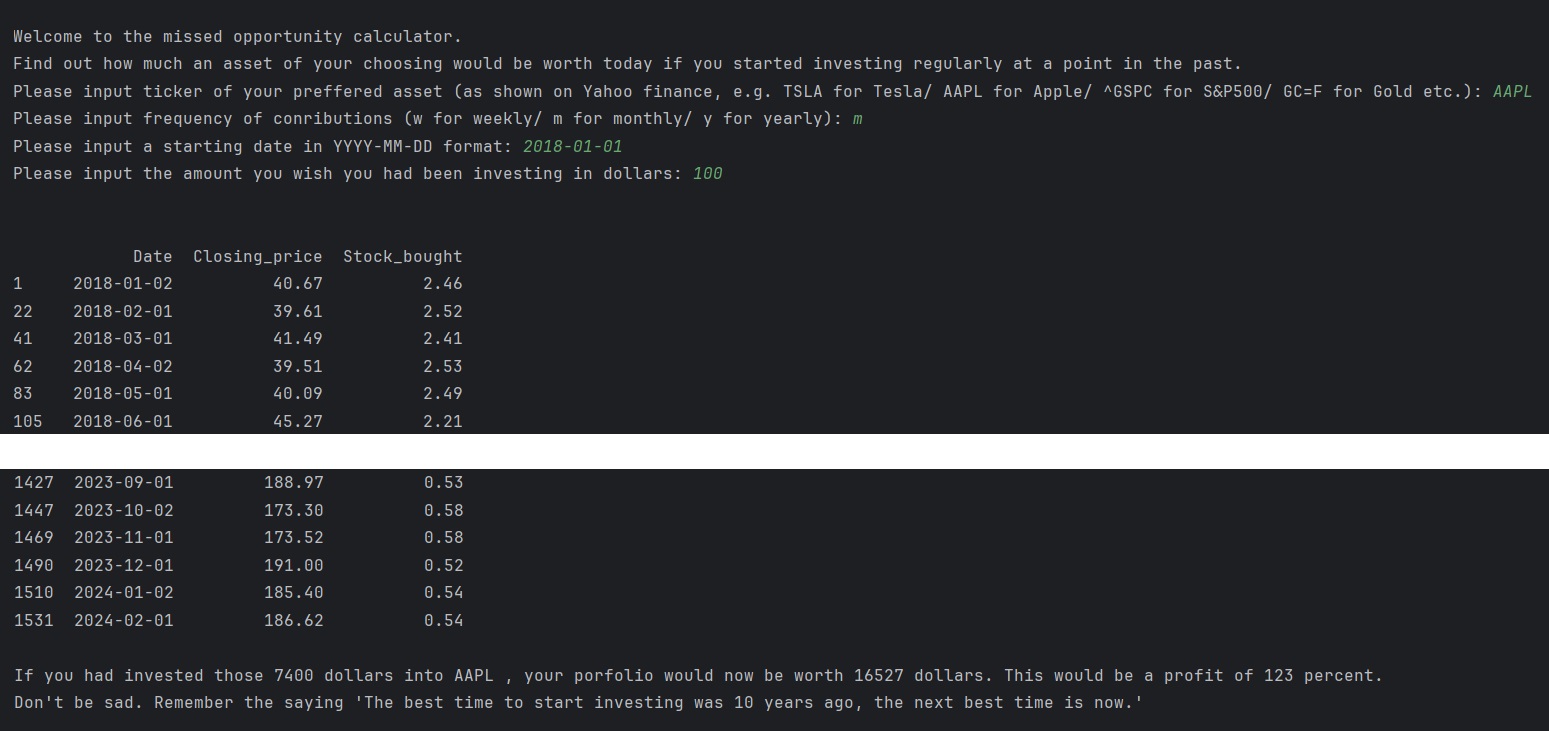 Welcome to the missed opportunity calculator.
Find out how much an asset of your choosing would be worth today if you started investing regularly at a point in the past.
Please input ticker of your preffered asset (as shown on Yahoo finance, e.g. TSLA for Tesla/ AAPL for Apple/ ^GSPC for S&P500/ GC=F for Gold etc.): AAPL
Please input frequency of conributions (w for weekly/ m for monthly/ y for yearly): m
Please input a starting date in YYYY-MM-DD format: 2018-01-01
Please input the amount you wish you had been investing in dollars: 100
Date Closing_price Stock_bought
1 2018-01-02 40.67 2.46
22 2018-02-01 39.61 2.52
41 2018-03-01 41.49 2.41
62 2018-04-02 39.51 2.53
83 2018-05-01 40.09 2.49
105 2018-06-01 45.27 2.21
1427 2023-09-01 188.97 0.53
1447 2023-10-02 173.30 0.58
1469 2023-11-01 173.52 0.58
1490 2023-12-01 191.00 0.52
1510 2024-01-02 185.40 0.54
1531 2024-02-01 186.62 0.54
If you had invested those 7400 dollars into AAPL , your porfolio would now be worth 16527 dollars. This would be a profit of 123 percent.
Don't be sad. Remember the saying 'The best time to start investing was 10 years ago, the next best time is now.'